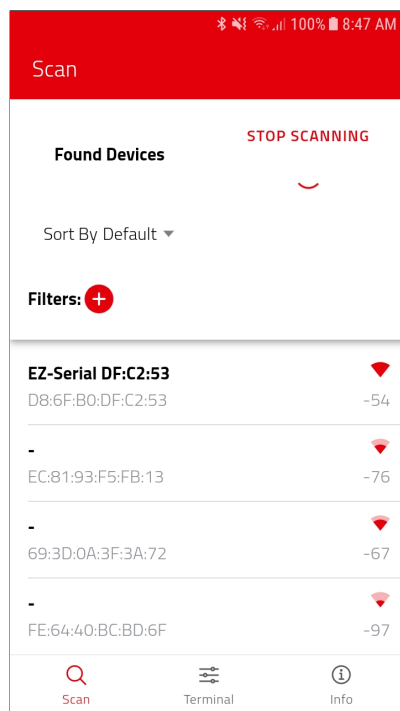 100% 8:47 AM
Scan
STOP SCANNING
Found Devices
Sort By Default
Filters:
EZ-Serial DF:C2:53
D8:6F:B0:DF:C2:53
-54
-
EC:81:93:F5:FB:13
-76
-
69:3D:0A:3F:3A:72
-67
-
FE:64:40:BC:BD:6F
-97
Scan
Terminal
Info